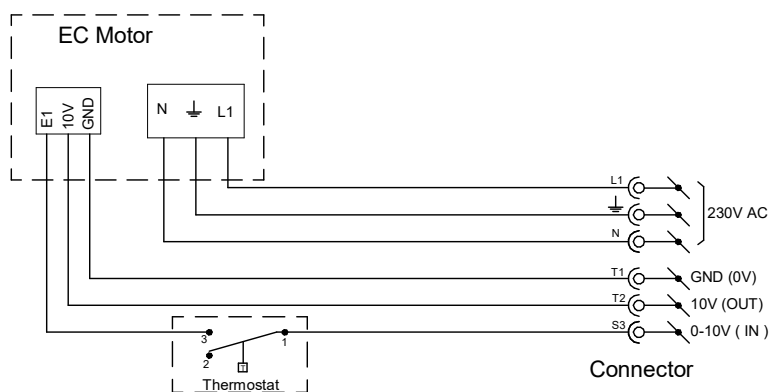 EC Motor
E1
10V
GND
N
L1
L1
230V AC
N
T1
GND (0V)
T2
10V (OUT)
3
1
S3
0-10V ( IN )
2
T
Thermostat
Connector